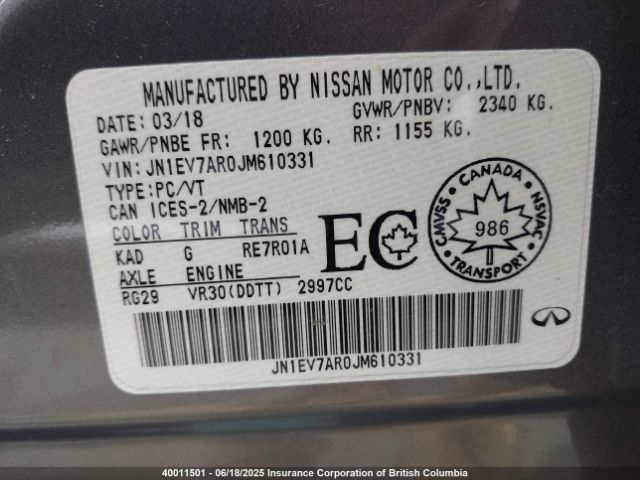 MANUFACTURED BY NISSAN MOTOR CO.,LTD.
DATE: 03/18 GVWR/PNBV: 2340 KG.
GAWR/PNBE FR: 1200 KG. RR: 1155 KG.
VIN: JN1EV7AR0JM610331
TYPE: PC/VT
CAN ICES-2/NMB-2
COLOR TRIM TRANS
KAD G RE7R01A
AXLE ENGINE
RG29 VR30(DDTT) 2997CC
EC
CANADA
CMVSS 986 NSVAC
TRANSPORT
JN1EV7AR0JM610331
40011501 - 06/18/2025 Insurance Corporation of British Columbia